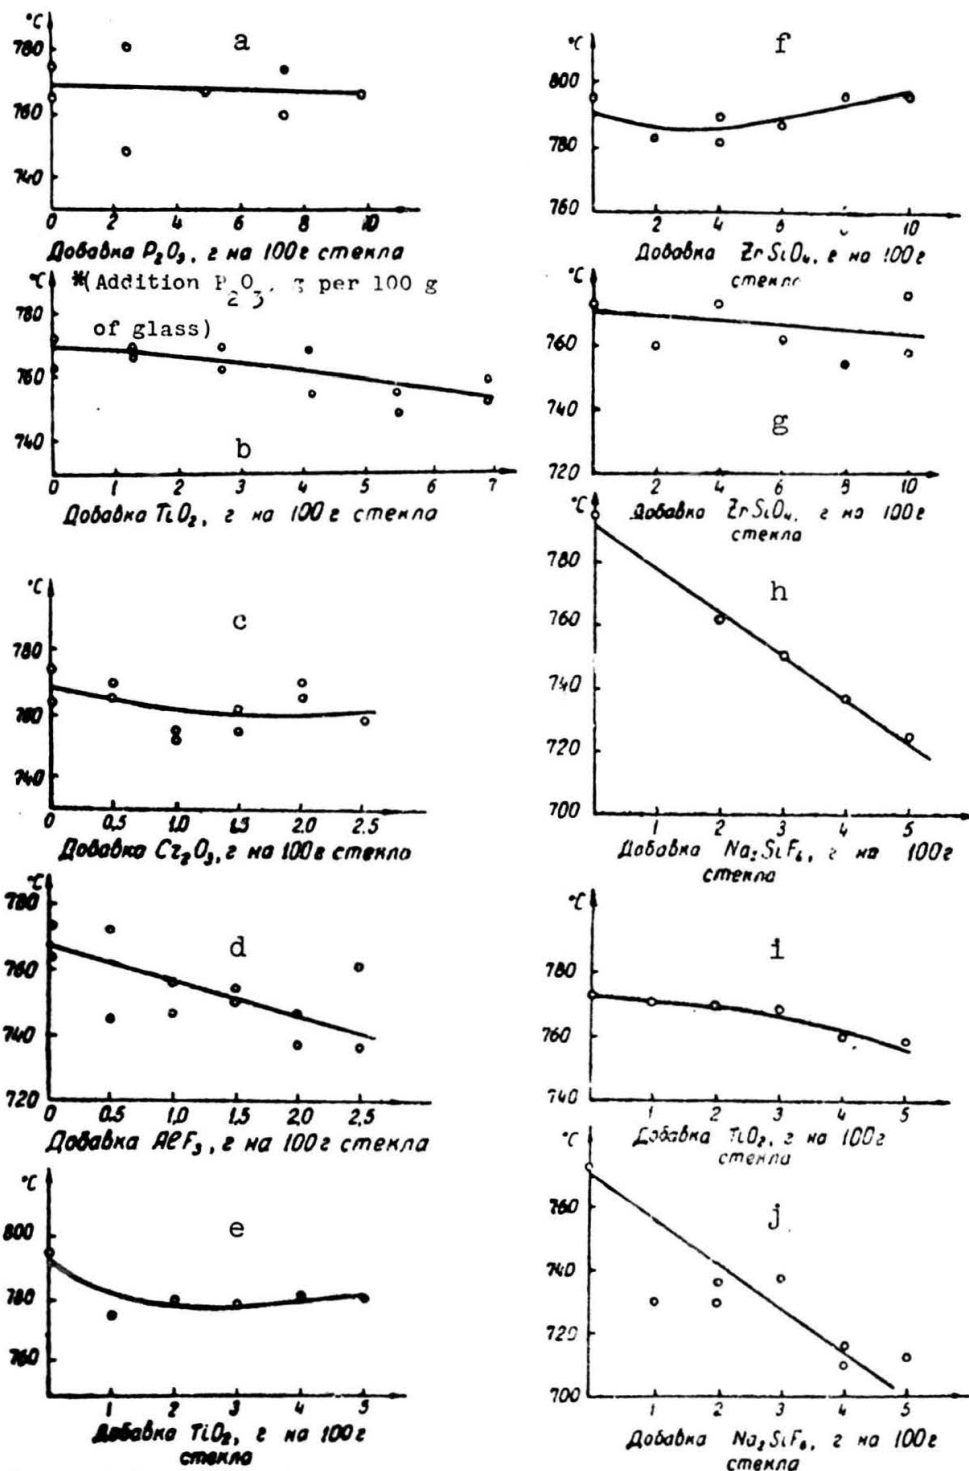 °C
a
780
760
740
0 2 4 6 8 10
Добавка P₂O₃, г на 100г стекла
*(Addition P₂O₃, g per 100 g
of glass)
°C
770
760
740
b
0 1 2 3 4 5 6 7
Добавка TiO₂, г на 100г стекла
°C
c
780
760
740
0 0.5 1.0 1.5 2.0 2.5
Добавка Cr₂O₃, г на 100г стекло
°C
780
d
760
740
720
0 0.5 1.0 1.5 2.0 2.5
Добавка AlF₃, г на 100г стекла
°C
800
e
780
760
0 1 2 3 4 5
Добавка TiO₂, г на 100г
стекла
°C
f
800
780
760
2 4 6 8 10
Добавка ZrSiO₄, г на 100г
стекла
°C
760
740
g
720
0 2 4 6 8 10
Добавка ZrSiO₄, г на 100г
стекла
°C
780
h
760
740
720
700
1 2 3 4 5
Добавка Na₂SiF₆, г на 100г
стекла
°C
i
780
760
740
1 2 3 4 5
Добавка TiO₂, г на 100г
стекла
°C
760
j
740
720
700
1 2 3 4 5
Добавка Na₂SiF₆, г на 100г
стекла